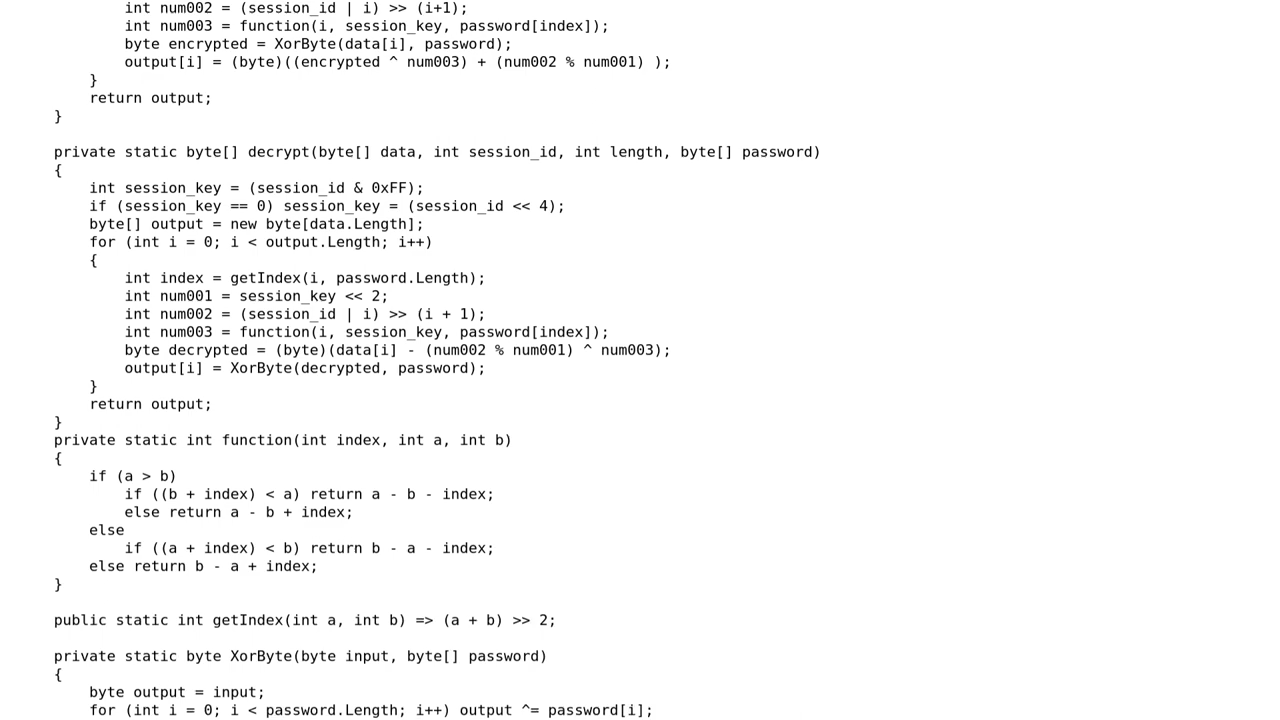 int num002 = (session_id | i) >> (i+1);
int num003 = function(i, session_key, password[index]);
byte encrypted = XorByte(data[i], password);
output[i] = (byte)((encrypted ^ num003) + (num002 % num001) );
}
return output;
}
private static byte[] decrypt(byte[] data, int session_id, int length, byte[] password)
{
int session_key = (session_id & 0xFF);
if (session_key == 0) session_key = (session_id << 4);
byte[] output = new byte[data.Length];
for (int i = 0; i < output.Length; i++)
{
int index = getIndex(i, password.Length);
int num001 = session_key << 2;
int num002 = (session_id | i) >> (i + 1);
int num003 = function(i, session_key, password[index]);
byte decrypted = (byte)(data[i] - (num002 % num001) ^ num003);
output[i] = XorByte(decrypted, password);
}
return output;
}
private static int function(int index, int a, int b)
{
if (a > b)
if ((b + index) < a) return a - b - index;
else return a - b + index;
else
if ((a + index) < b) return b - a - index;
else return b - a + index;
}
public static int getIndex(int a, int b) => (a + b) >> 2;
private static byte XorByte(byte input, byte[] password)
{
byte output = input;
for (int i = 0; i < password.Length; i++) output ^= password[i];